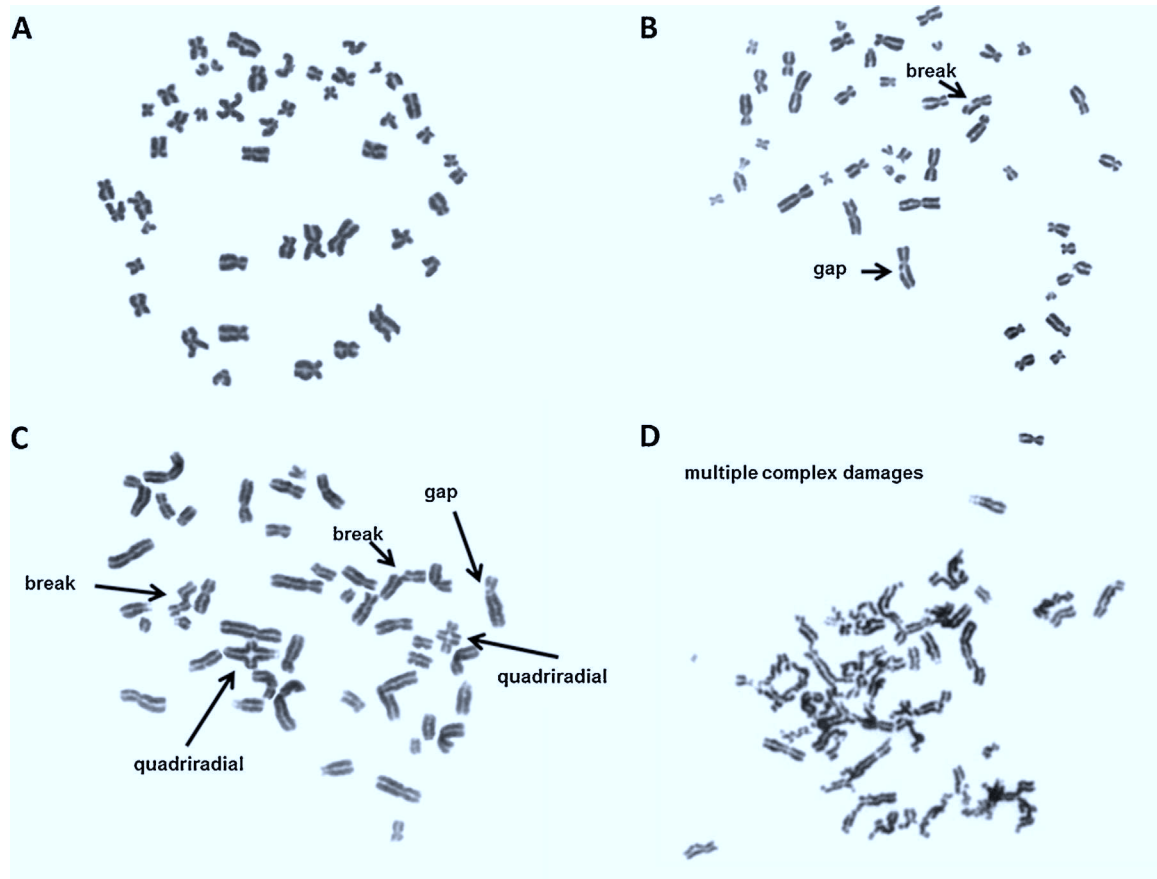 A
B
break
gap
C
D
multiple complex damages
gap
break
break
quadriradial
quadriradial